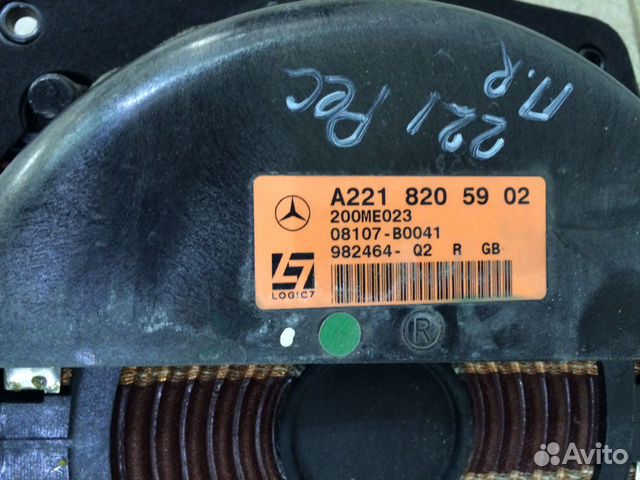 П.R
221 Рес
A221 820 59 02
200ME023
08107-B0041
982464- Q2 R GB
LOGIC7
R
Avito